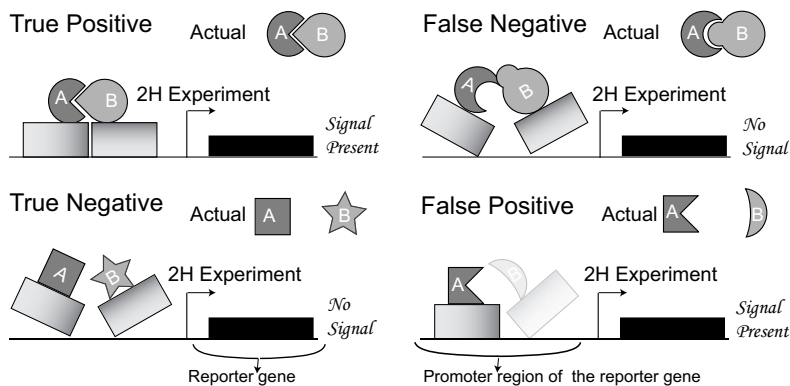 True Positive
Actual
A
B
A
B
2H Experiment
Signal
Present
False Negative
Actual
A
B
A
B
2H Experiment
No
Signal
True Negative
Actual
A
B
A
B
2H Experiment
No
Signal
Reporter gene
False Positive
Actual
A
B
A
B
2H Experiment
Signal
Present
Promoter region of the reporter gene